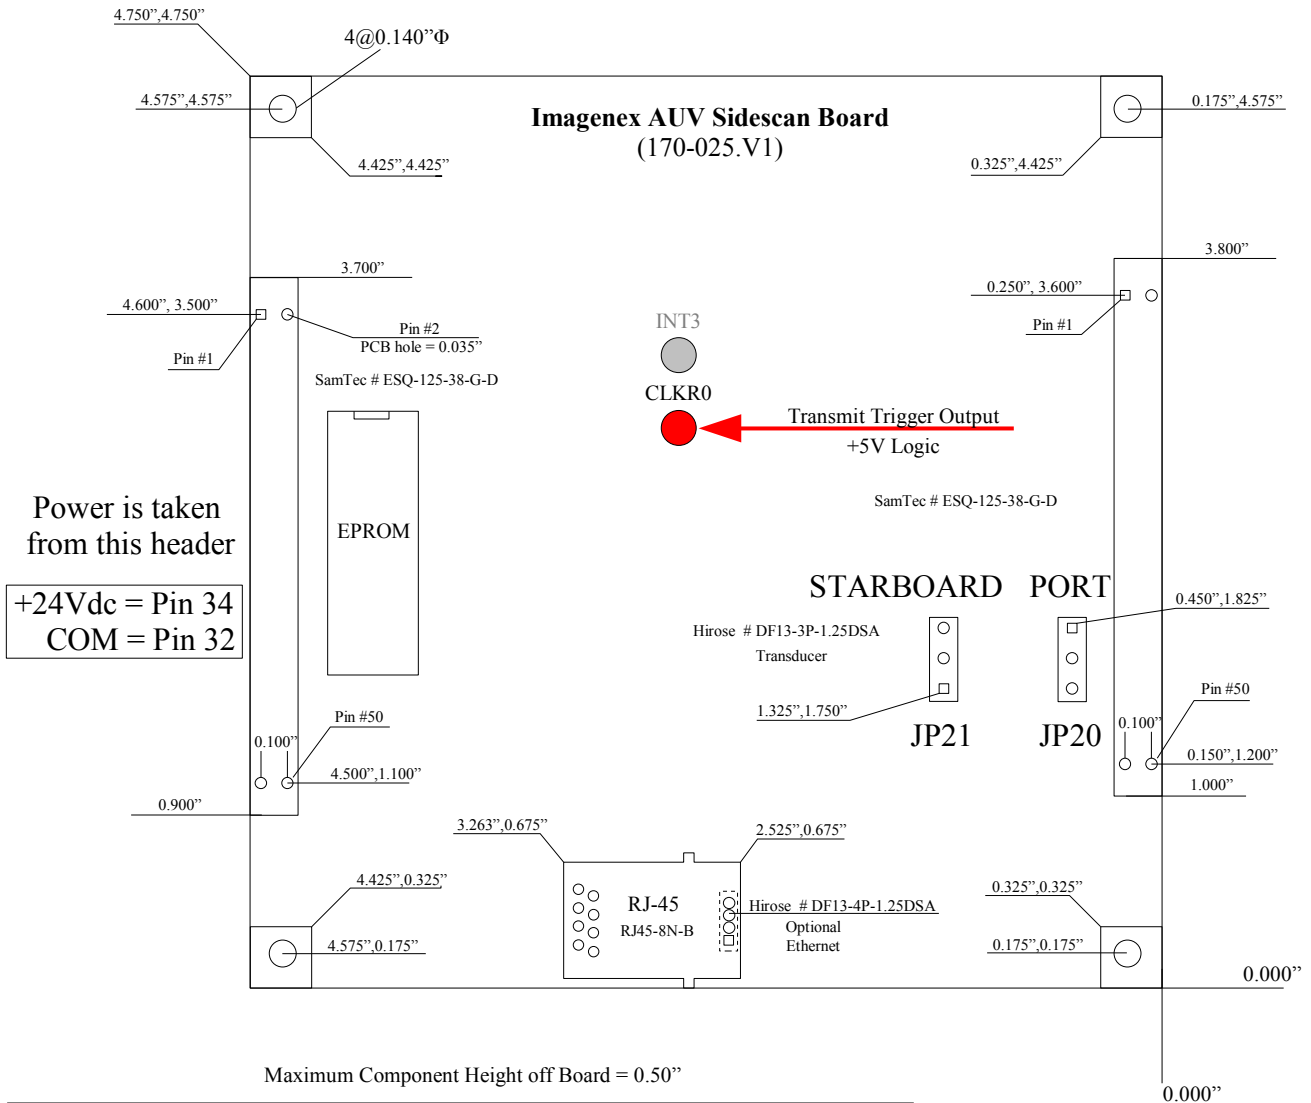 4.750”,4.750”
4@0.140”Φ
4.575”,4.575”
0.175”,4.575”
Imagenex AUV Sidescan Board
(170-025.V1)
4.425”,4.425”
0.325”,4.425”
3.700”
3.800”
4.600”, 3.500”
0.250”, 3.600”
Pin #2
PCB hole = 0.035”
Pin #1
Pin #1
INT3
SamTec # ESQ-125-38-G-D
CLKR0
Transmit Trigger Output
+5V Logic
SamTec # ESQ-125-38-G-D
Power is taken
from this header
EPROM
+24Vdc = Pin 34
COM = Pin 32
STARBOARD
PORT
0.450”,1.825”
Hirose # DF13-3P-1.25DSA
Transducer
1.325”,1.750”
Pin #50
Pin #50
JP21
JP20
0.100”
0.100”
4.500”,1.100”
0.150”,1.200”
0.900”
1.000”
3.263”,0.675”
2.525”,0.675”
4.425”,0.325”
0.325”,0.325”
RJ-45
RJ45-8N-B
Hirose # DF13-4P-1.25DSA
Optional
Ethernet
4.575”,0.175”
0.175”,0.175”
0.000”
Maximum Component Height off Board = 0.50”
0.000”